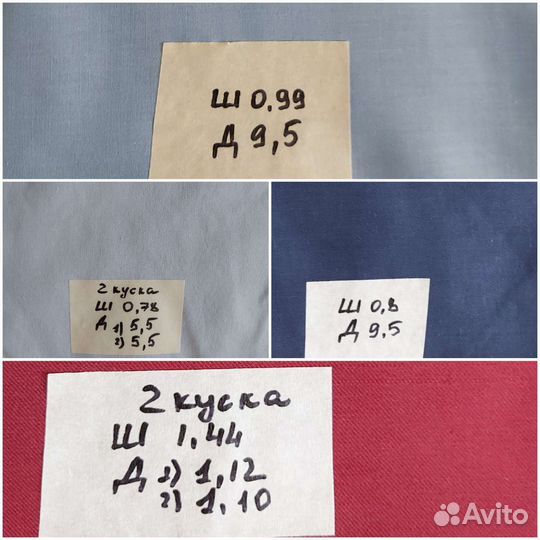 Ш 0,99
Д 9,5
2 куска
Ш 0,78
Д 1) 5,5
2) 5,5
Ш 0,8
Д 9,5
2 куска
Ш 1,44
Д 1) 1,12
2) 1,10
Avito